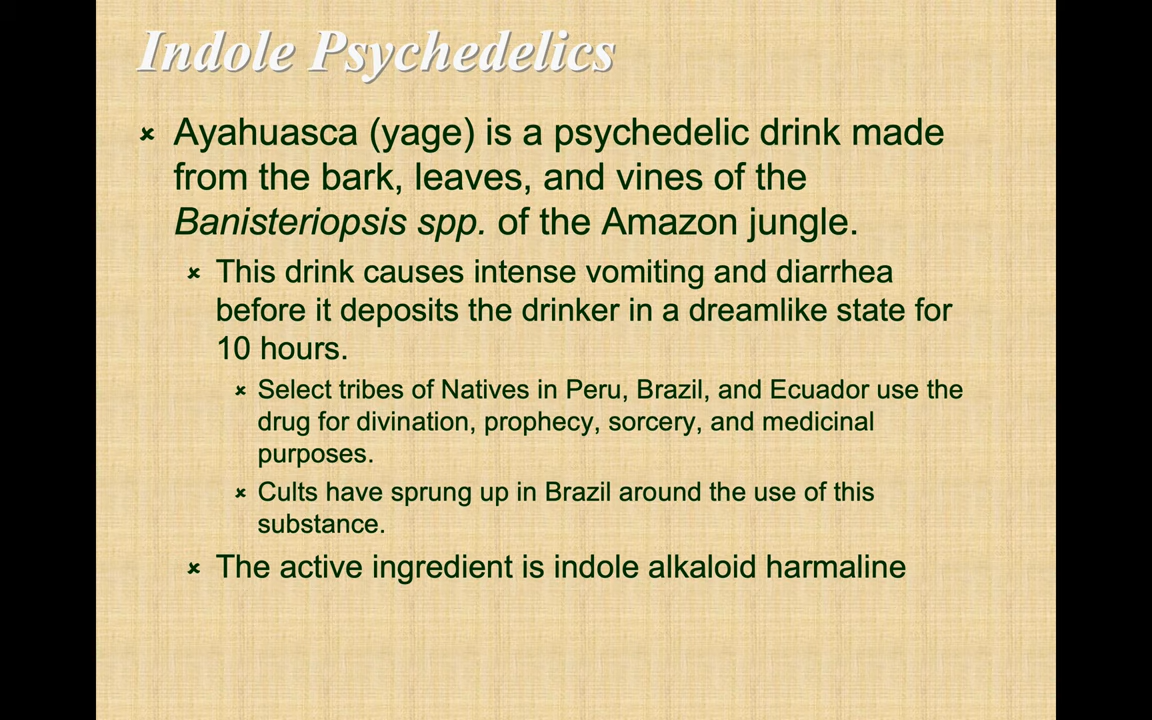 Indole Psychedelics
Ayahuasca (yage) is a psychedelic drink made
from the bark, leaves, and vines of the
Banisteriopsis spp. of the Amazon jungle.
This drink causes intense vomiting and diarrhea
before it deposits the drinker in a dreamlike state for
10 hours.
Select tribes of Natives in Peru, Brazil, and Ecuador use the
drug for divination, prophecy, sorcery, and medicinal
purposes.
Cults have sprung up in Brazil around the use of this
substance.
The active ingredient is indole alkaloid harmaline